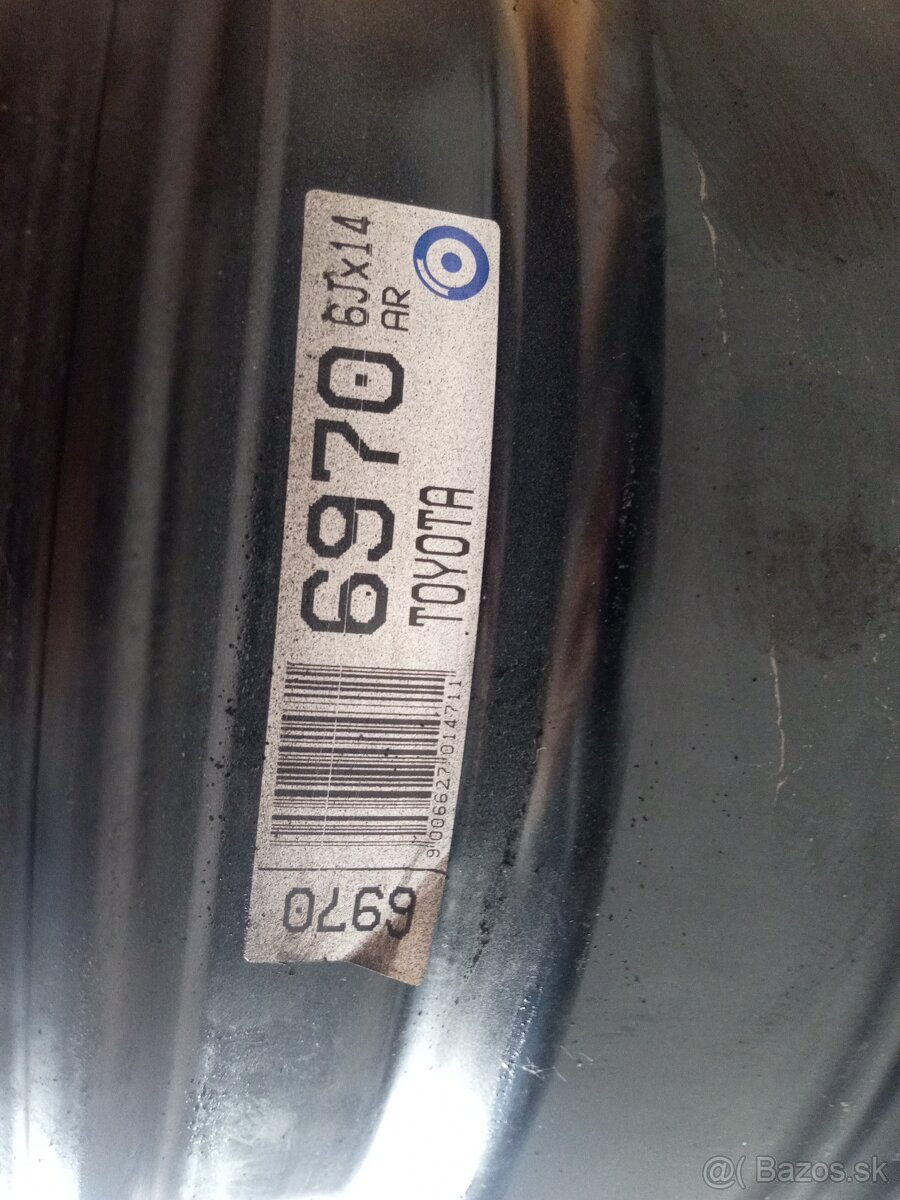 6970 6Jx14
AR
TOYOTA
9 006627 014711
6970
@( Bazos.sk